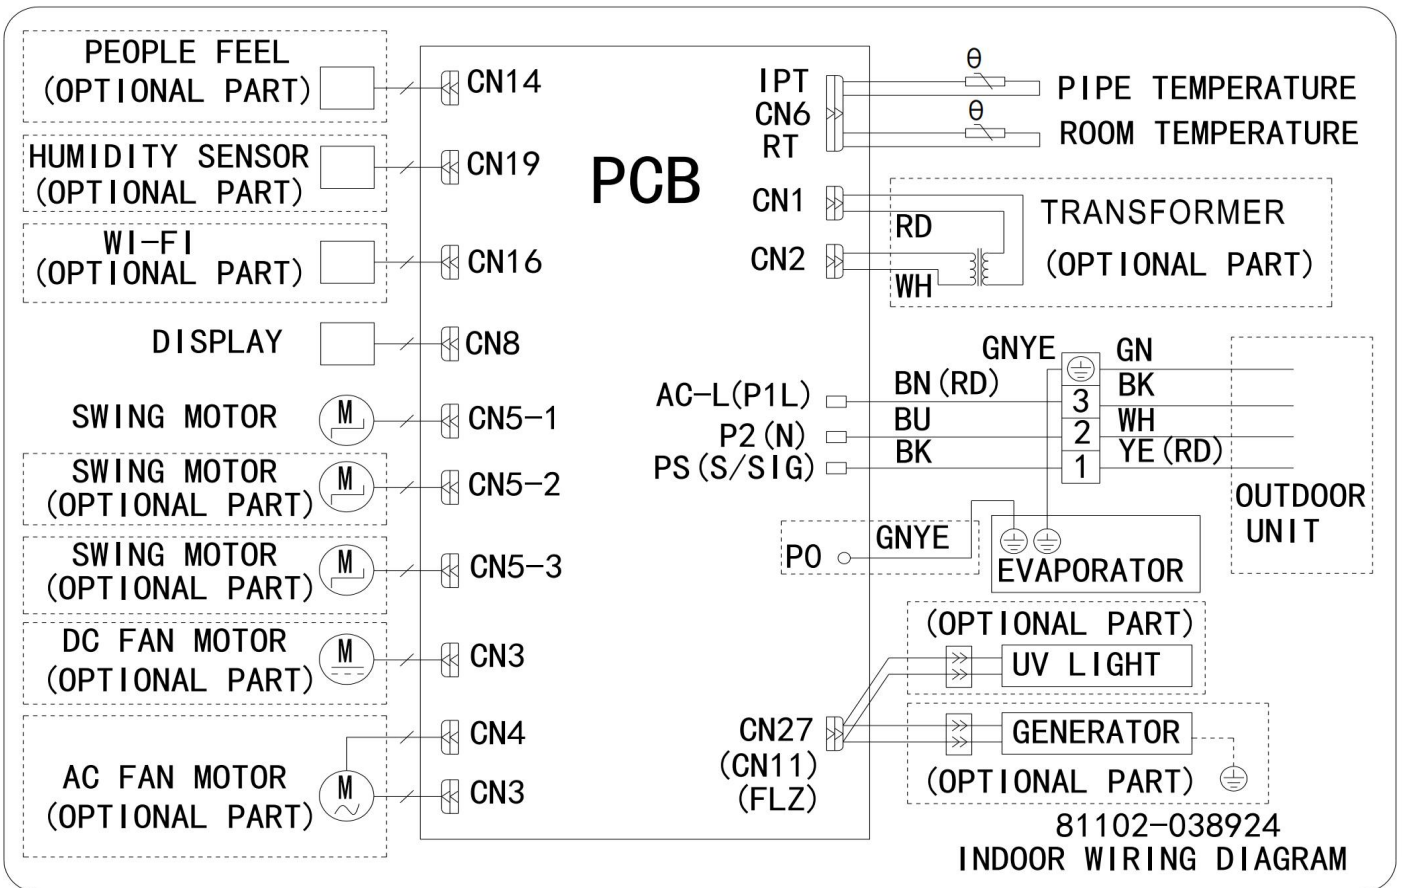 PEOPLE FEEL
(OPTIONAL PART)
CN14
HUMIDITY SENSOR
(OPTIONAL PART)
CN19
WI-FI
(OPTIONAL PART)
CN16
DISPLAY
CN8
SWING MOTOR
M
CN5-1
SWING MOTOR
(OPTIONAL PART)
M
CN5-2
SWING MOTOR
(OPTIONAL PART)
M
CN5-3
DC FAN MOTOR
(OPTIONAL PART)
M
CN3
AC FAN MOTOR
(OPTIONAL PART)
M
CN4
CN3
PCB
IPT
CN6
RT
θ
PIPE TEMPERATURE
θ
ROOM TEMPERATURE
CN1
CN2
RD
WH
TRANSFORMER
(OPTIONAL PART)
AC-L(P1L)
P2(N)
PS(S/SIG)
BN(RD)
BU
BK
GNYE
3
2
1
GN
BK
WH
YE(RD)
OUTDOOR
UNIT
P0
GNYE
EVAPORATOR
(OPTIONAL PART)
UV LIGHT
CN27
(CN11)
(FLZ)
GENERATOR
(OPTIONAL PART)
81102-038924
INDOOR WIRING DIAGRAM